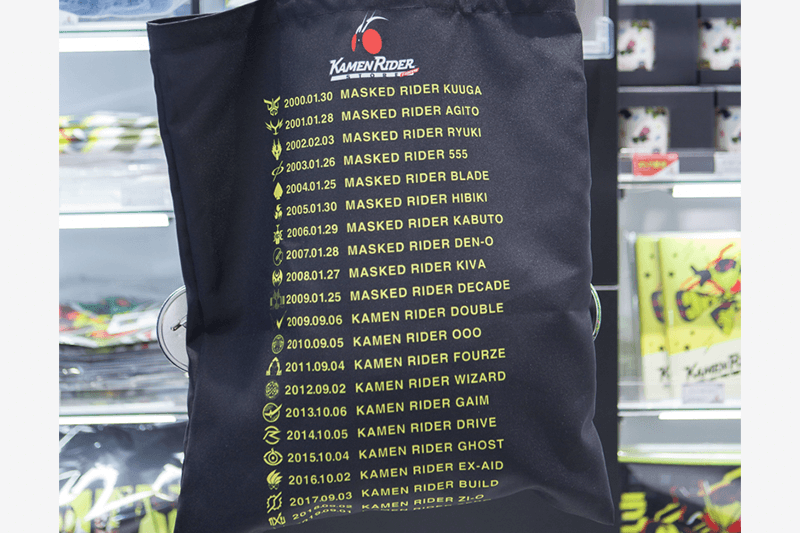 KAMEN RIDER
STORE
2000.01.30 MASKED RIDER KUUGA
2001.01.28 MASKED RIDER AGITO
2002.02.03 MASKED RIDER RYUKI
2003.01.26 MASKED RIDER 555
2004.01.25 MASKED RIDER BLADE
2005.01.30 MASKED RIDER HIBIKI
2006.01.29 MASKED RIDER KABUTO
2007.01.28 MASKED RIDER DEN-O
2008.01.27 MASKED RIDER KIVA
2009.01.25 MASKED RIDER DECADE
2009.09.06 KAMEN RIDER DOUBLE
2010.09.05 KAMEN RIDER OOO
2011.09.04 KAMEN RIDER FOURZE
2012.09.02 KAMEN RIDER WIZARD
2013.10.06 KAMEN RIDER GAIM
2014.10.05 KAMEN RIDER DRIVE
2015.10.04 KAMEN RIDER GHOST
2016.10.02 KAMEN RIDER EX-AID
2017.09.03 KAMEN RIDER BUILD
KAMEN RIDER ZI-O
KAMEN RIDER
KAMEN RIDER